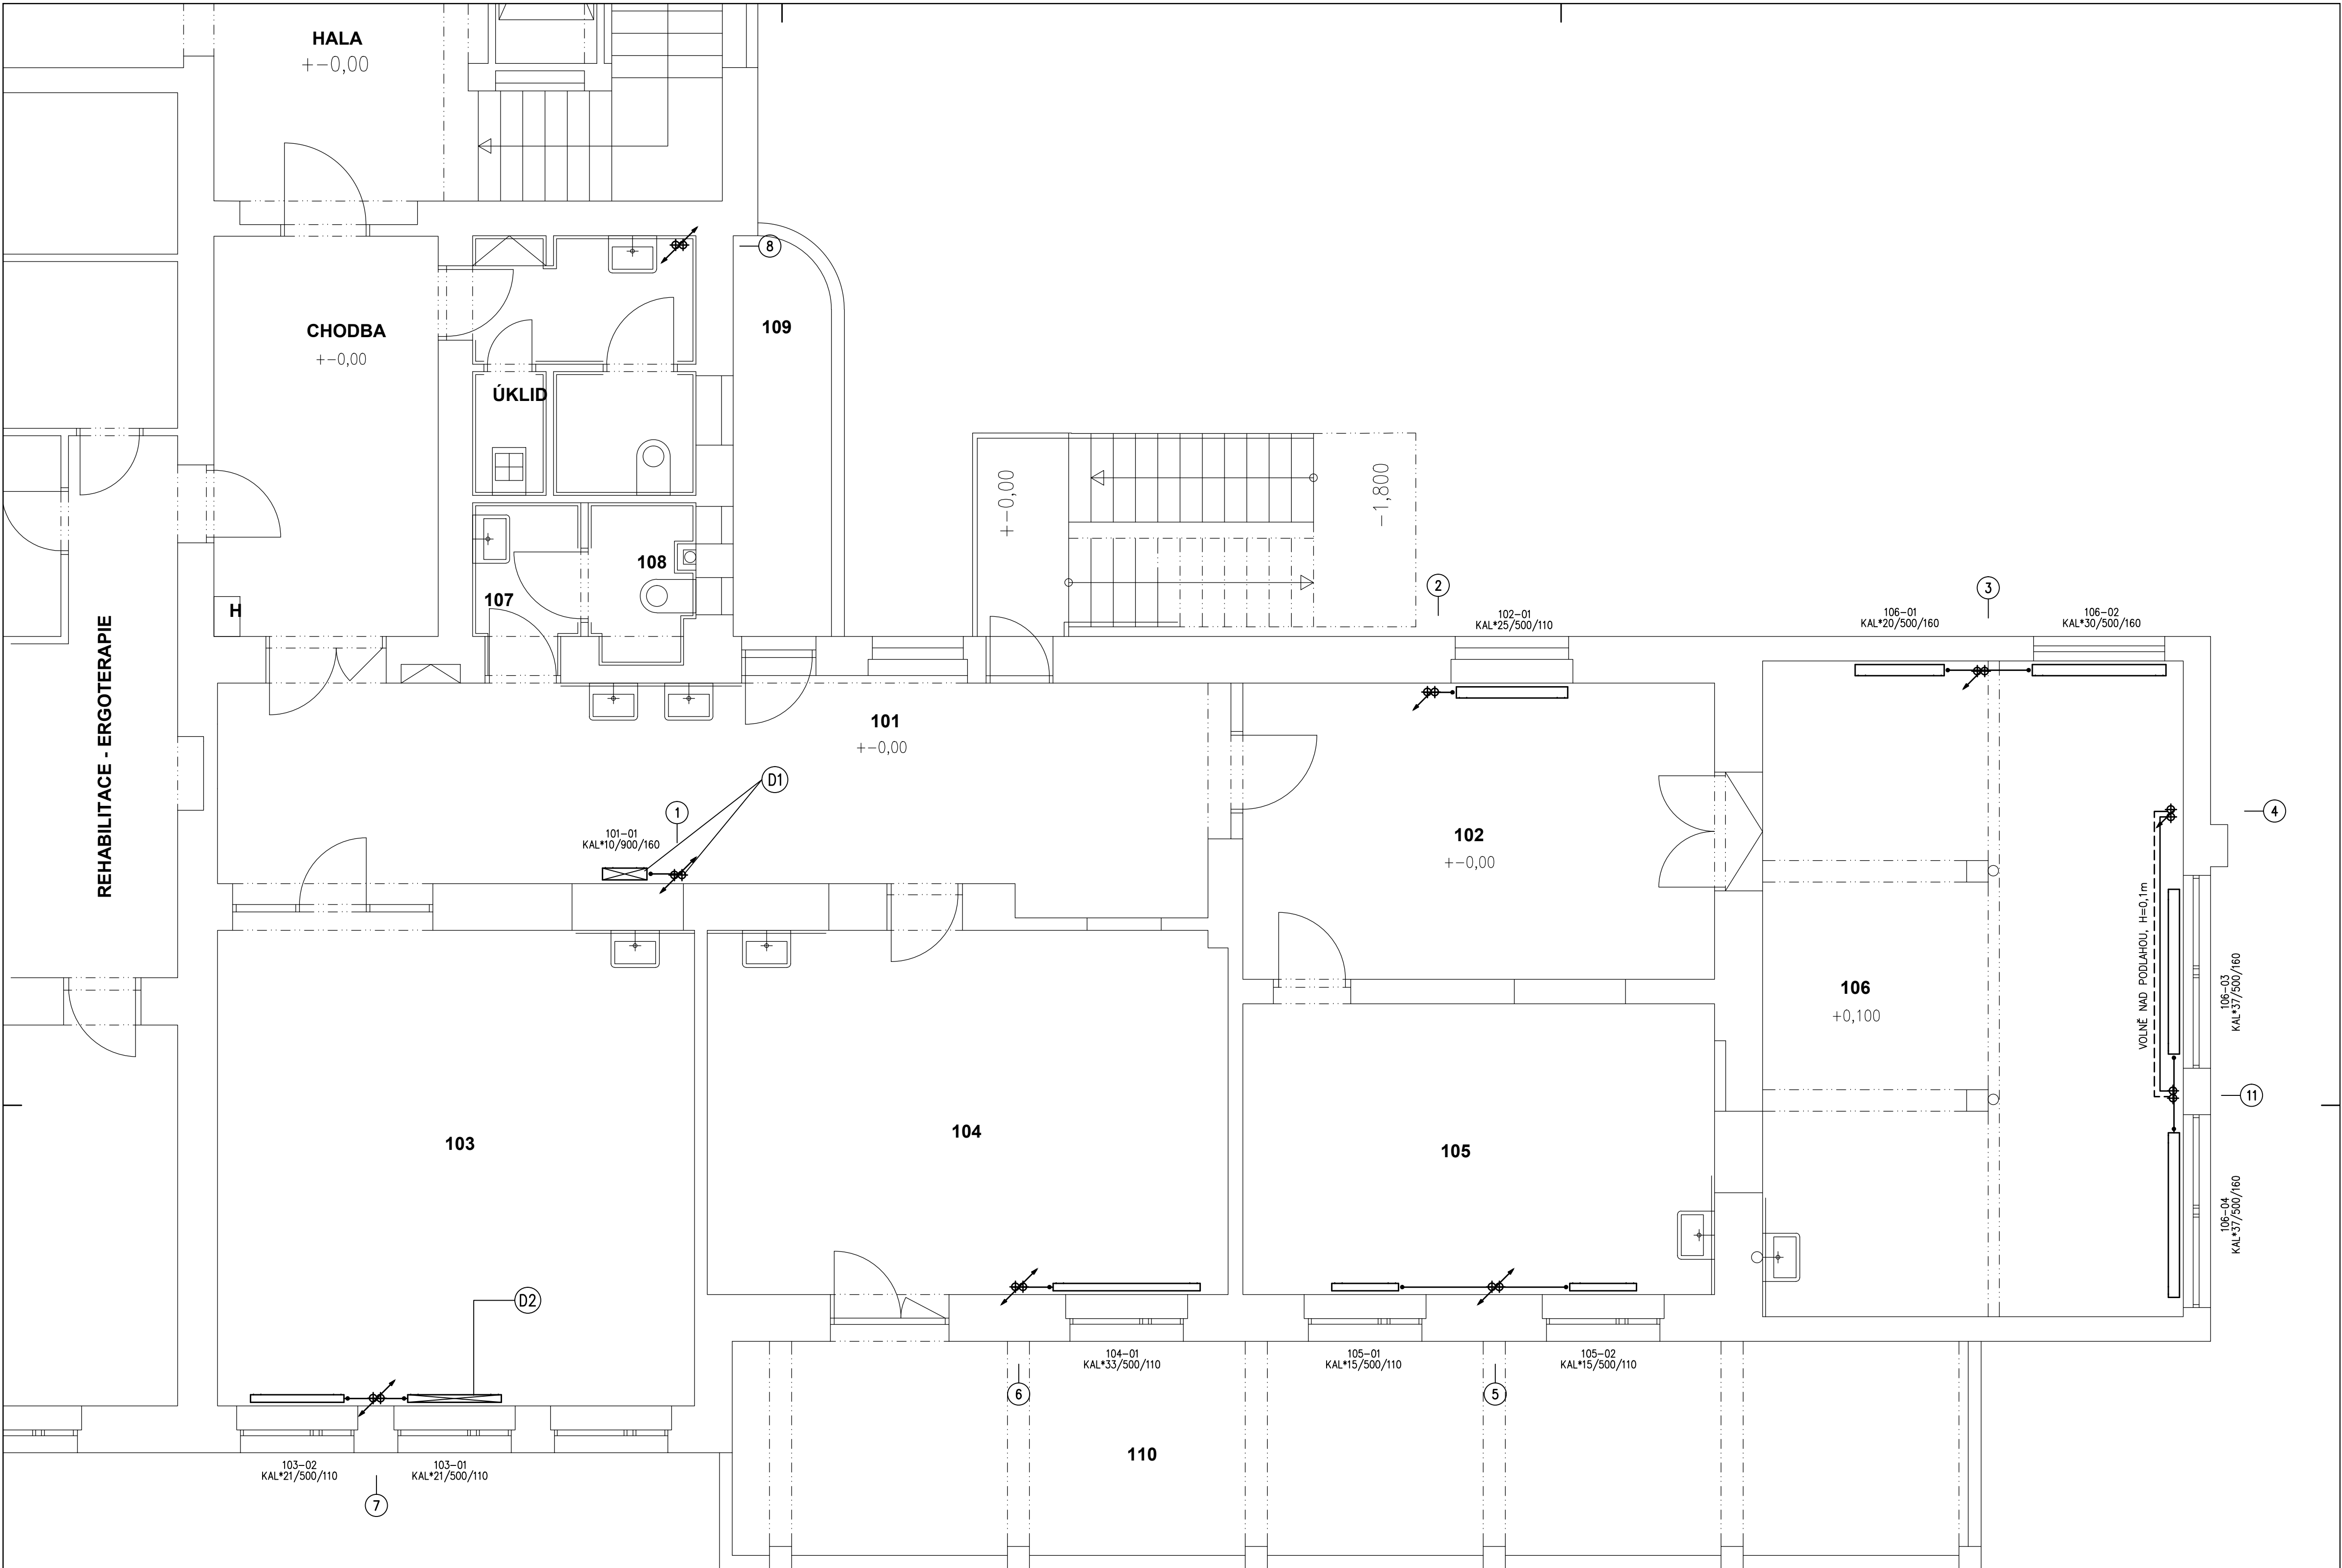 HALA
+-0,00
8
109
CHODBA
+-0,00
ÚKLID
+-0,00
-1,800
108
107
H
2
102-01
KAL*25/500/110
3
106-01
KAL*20/500/160
106-02
KAL*30/500/160
REHABILITACE - ERGOTERAPIE
101
+-0,00
D1
1
101-01
KAL*10/900/160
102
+-0,00
4
VOLNĚ NAD PODLAHOU, H=0,1m
106
+0,100
106-03
KAL*37/500/160
11
103
104
105
106-04
KAL*37/500/160
D2
104-01
KAL*33/500/110
105-01
KAL*15/500/110
105-02
KAL*15/500/110
6
5
110
103-02
KAL*21/500/110
103-01
KAL*21/500/110
7